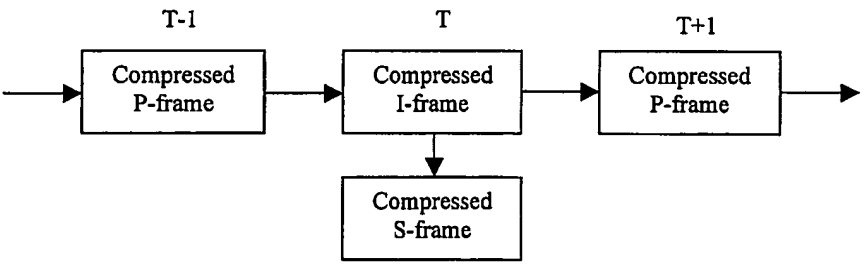 T-1
T
T+1
Compressed
P-frame
Compressed
I-frame
Compressed
P-frame
Compressed
S-frame